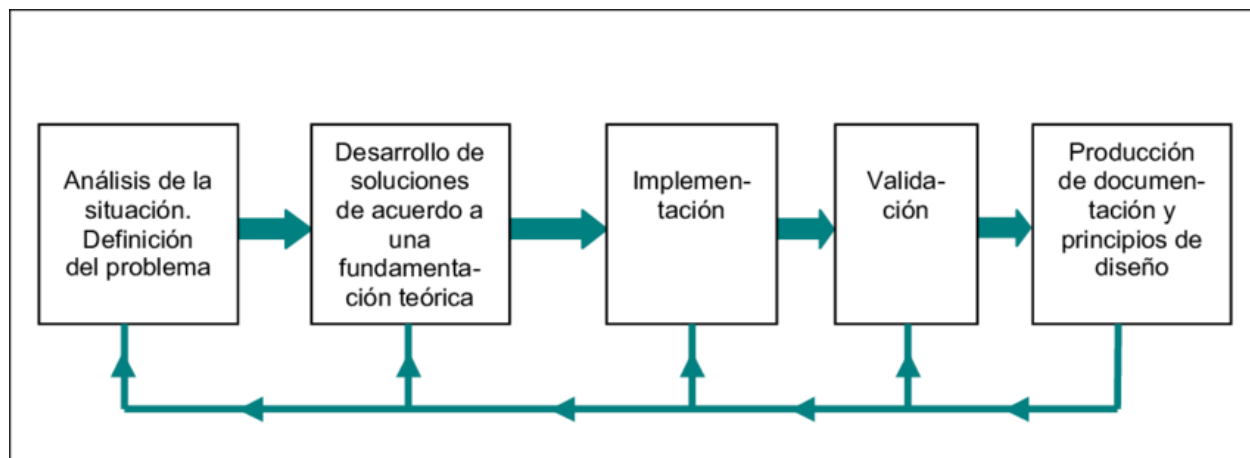 Análisis de la
situación.
Definición
del problema
Desarrollo de
soluciones
de acuerdo a
una
fundamenta-
ción teórica
Implemen-
tación
Valida-
ción
Producción
de documen-
tación y
principios de
diseño